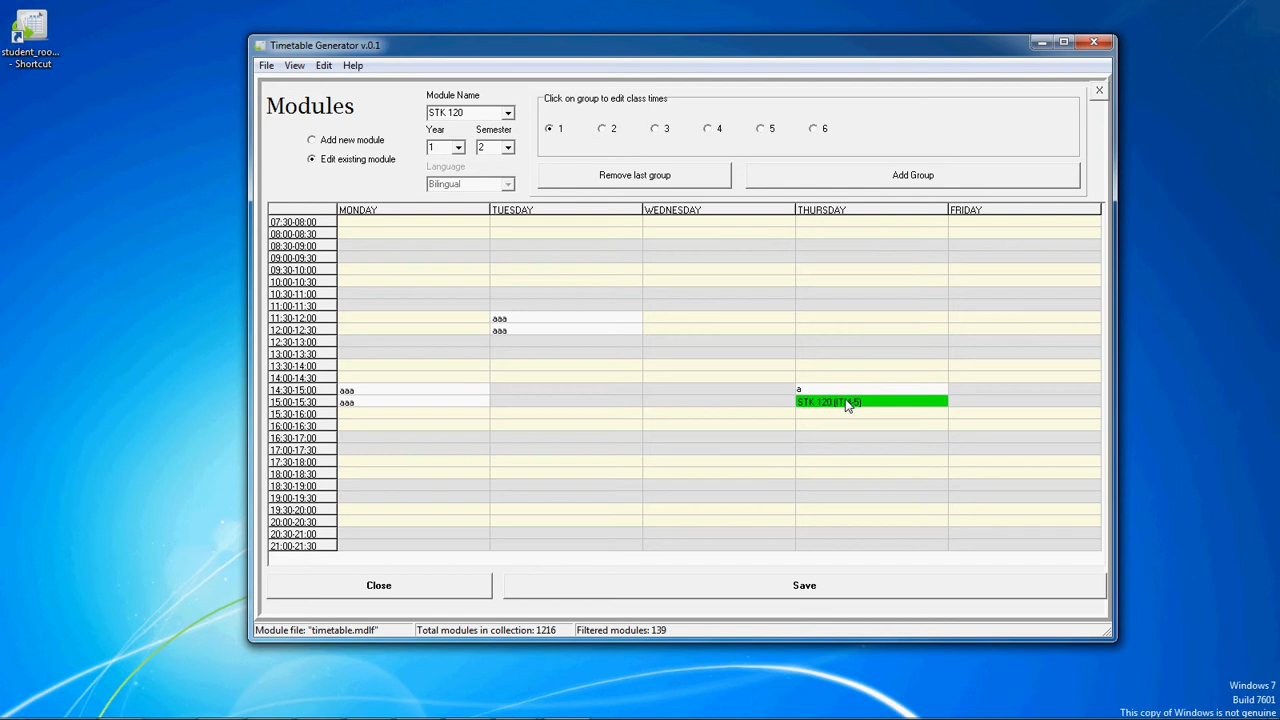 student_roo...
- Shortcut
Timetable Generator v.0.1
File View Edit Help
Modules
Add new module
Edit existing module
Module Name
STK 120
Year Semester
1 2
Language
Bilingual
Click on group to edit class times
1 2 3 4 5 6
Remove last group Add Group
X
MONDAY TUESDAY WEDNESDAY THURSDAY FRIDAY
07:30-08:00
08:00-08:30
08:30-09:00
09:00-09:30
09:30-10:00
10:00-10:30
10:30-11:00
11:00-11:30
11:30-12:00 aaa
12:00-12:30 aaa
12:30-13:00
13:00-13:30
13:30-14:00
14:00-14:30
14:30-15:00 aaa a
15:00-15:30 aaa STK 120
15:30-16:00
16:00-16:30
16:30-17:00
17:00-17:30
17:30-18:00
18:00-18:30
18:30-19:00
19:00-19:30
19:30-20:00
20:00-20:30
20:30-21:00
21:00-21:30
Close Save
Module file: "timetable.mdlf" Total modules in collection: 1216 Filtered modules: 139
Windows 7
Build 7601
This copy of Windows is not genuine